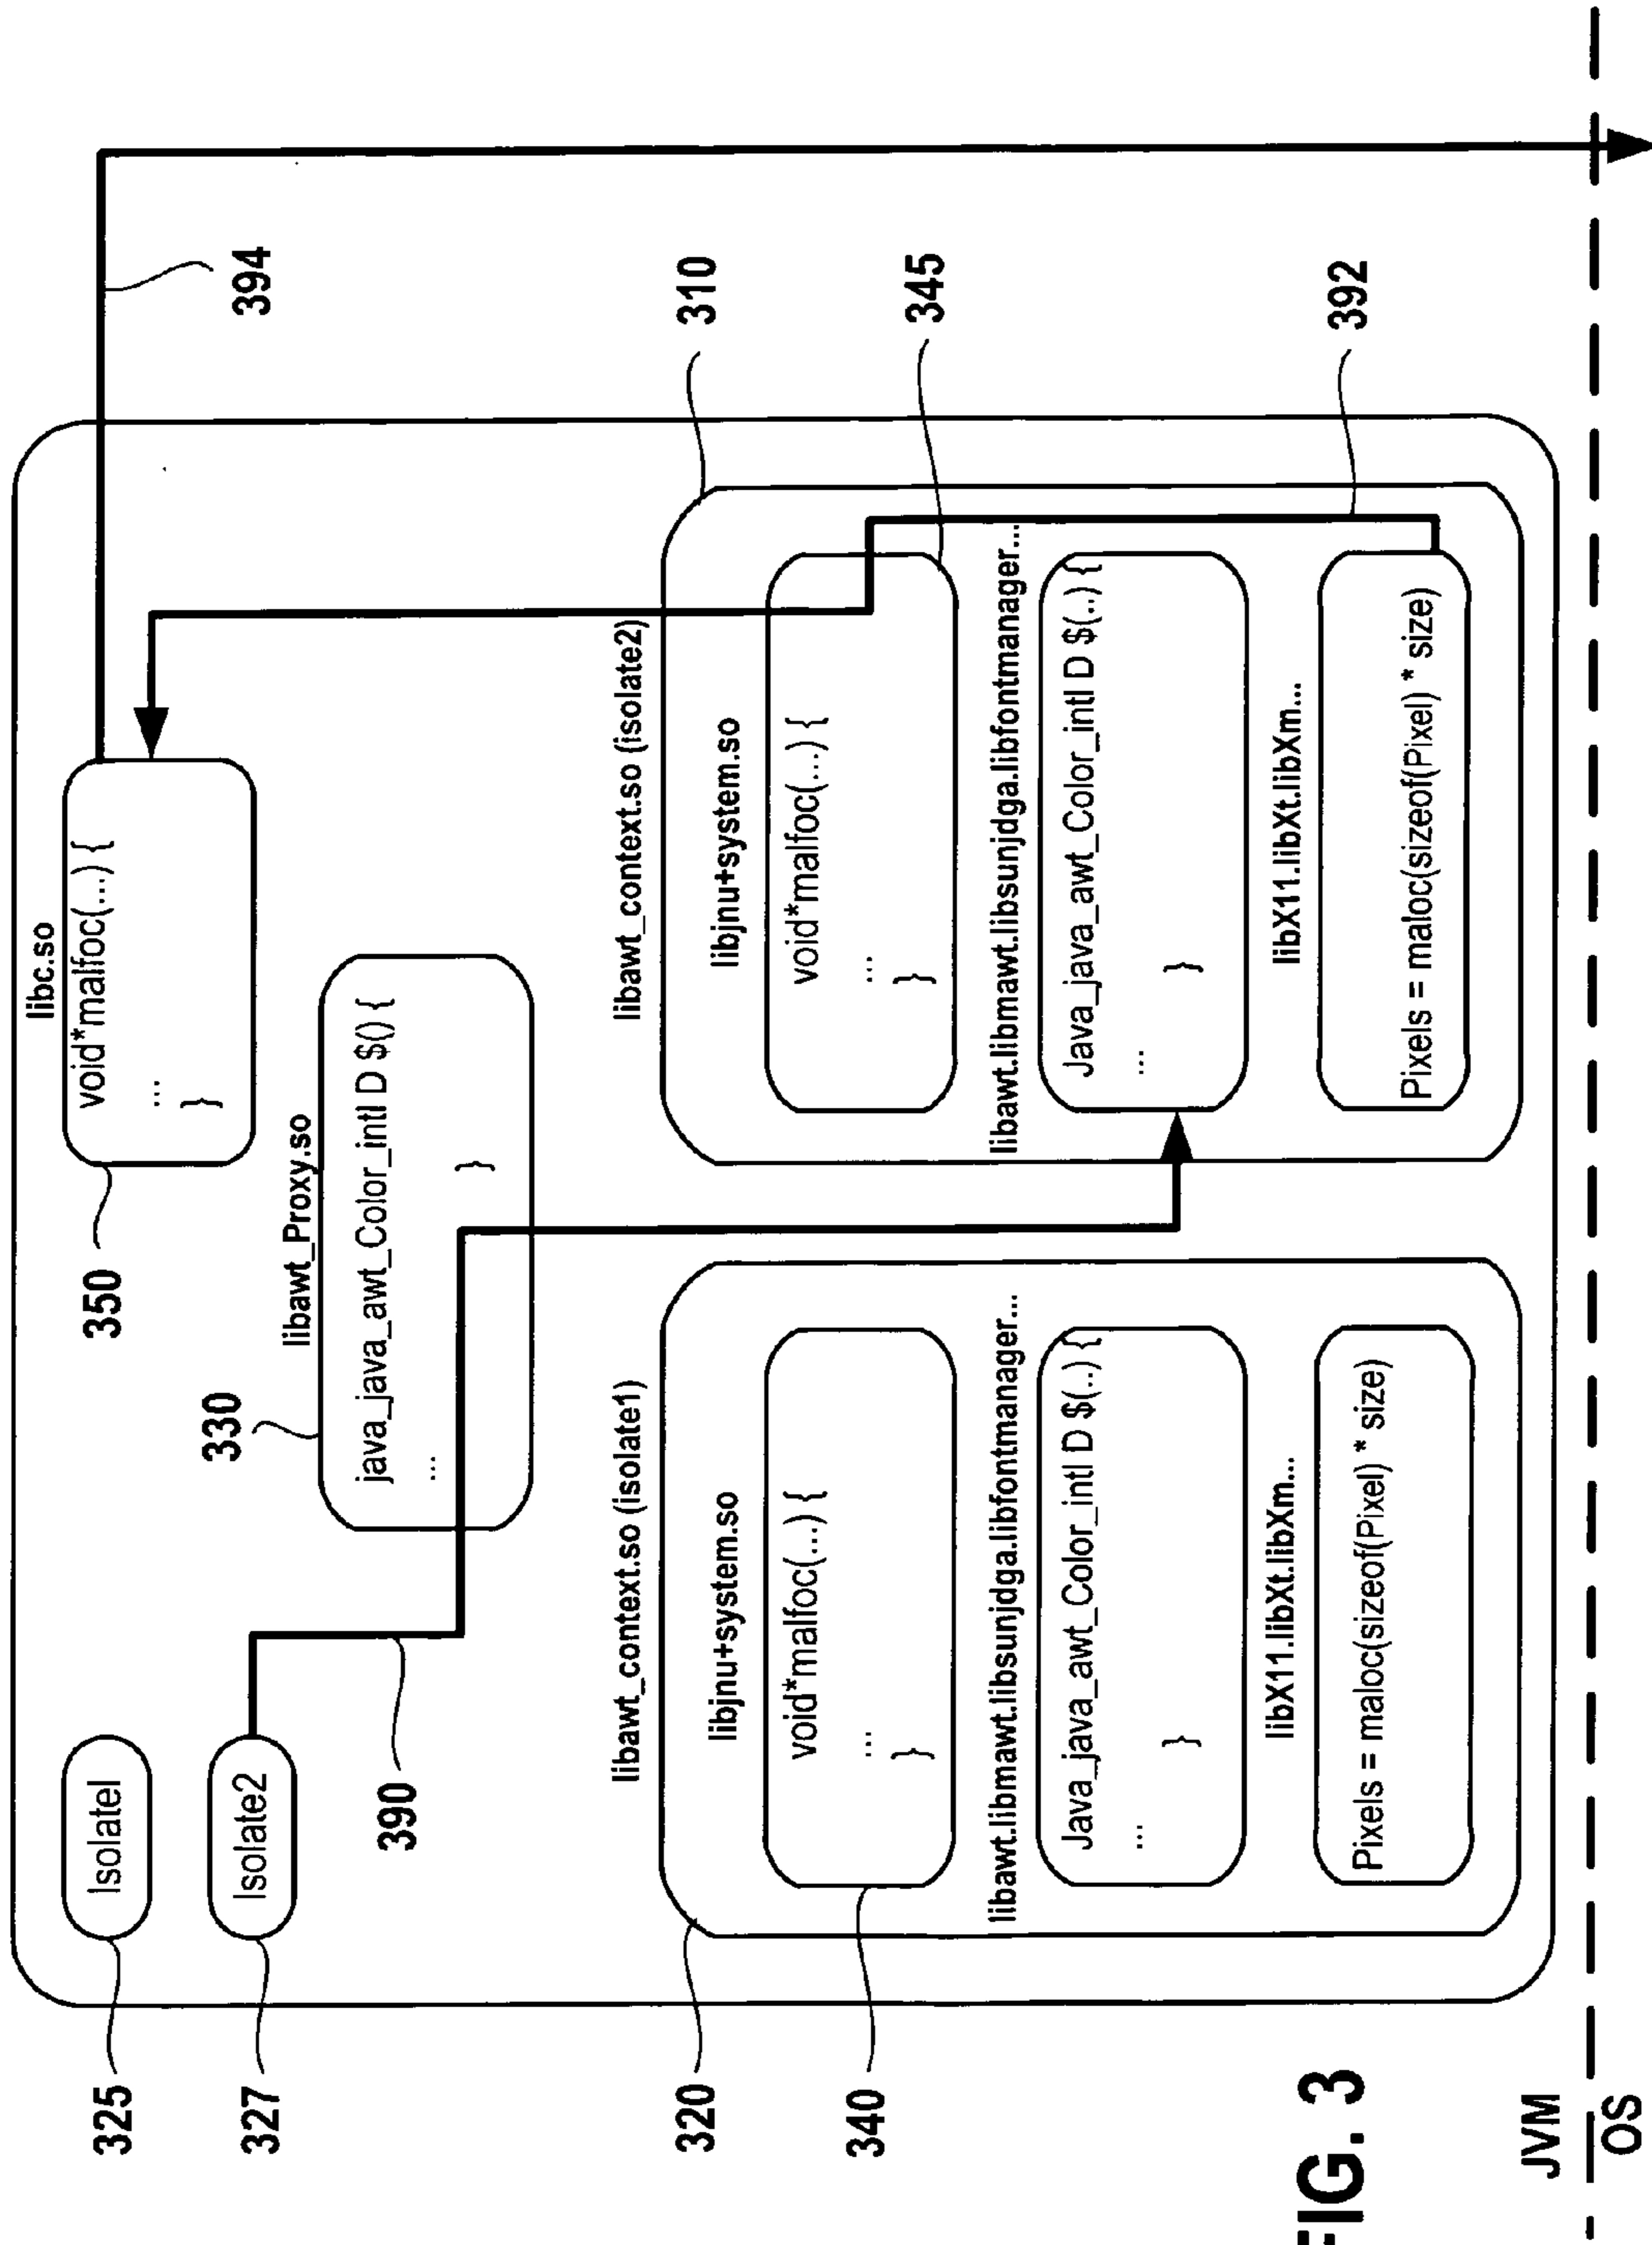 325
Isolatel
327
Isolate2
390
libc.so
void*malfoc(...) {
...
}
350
394
330
libawt_Proxy.so
java_java_awt_Color_intl D $() {
...
}
libawt_context.so (isolate1)
320
libjnu+system.so
void*malfoc(...) {
...
}
340
libawt.libmawt.libsunjdga.libfontmanager...
Java_java_awt_Color_intl D $(..) {
...
}
libX11.libXt.libXm...
Pixels = maloc(sizeof(Pixel) * size)
libawt_context.so (isolate2)
310
libjnu+system.so
void*malfoc(...) {
...
}
345
libawt.libmawt.libsunjdga.libfontmanager...
Java_java_awt_Color_intl D $(..) {
...
}
libX11.libXt.libXm...
Pixels = maloc(sizeof(Pixel) * size)
392
FIG. 3
JVM
OS